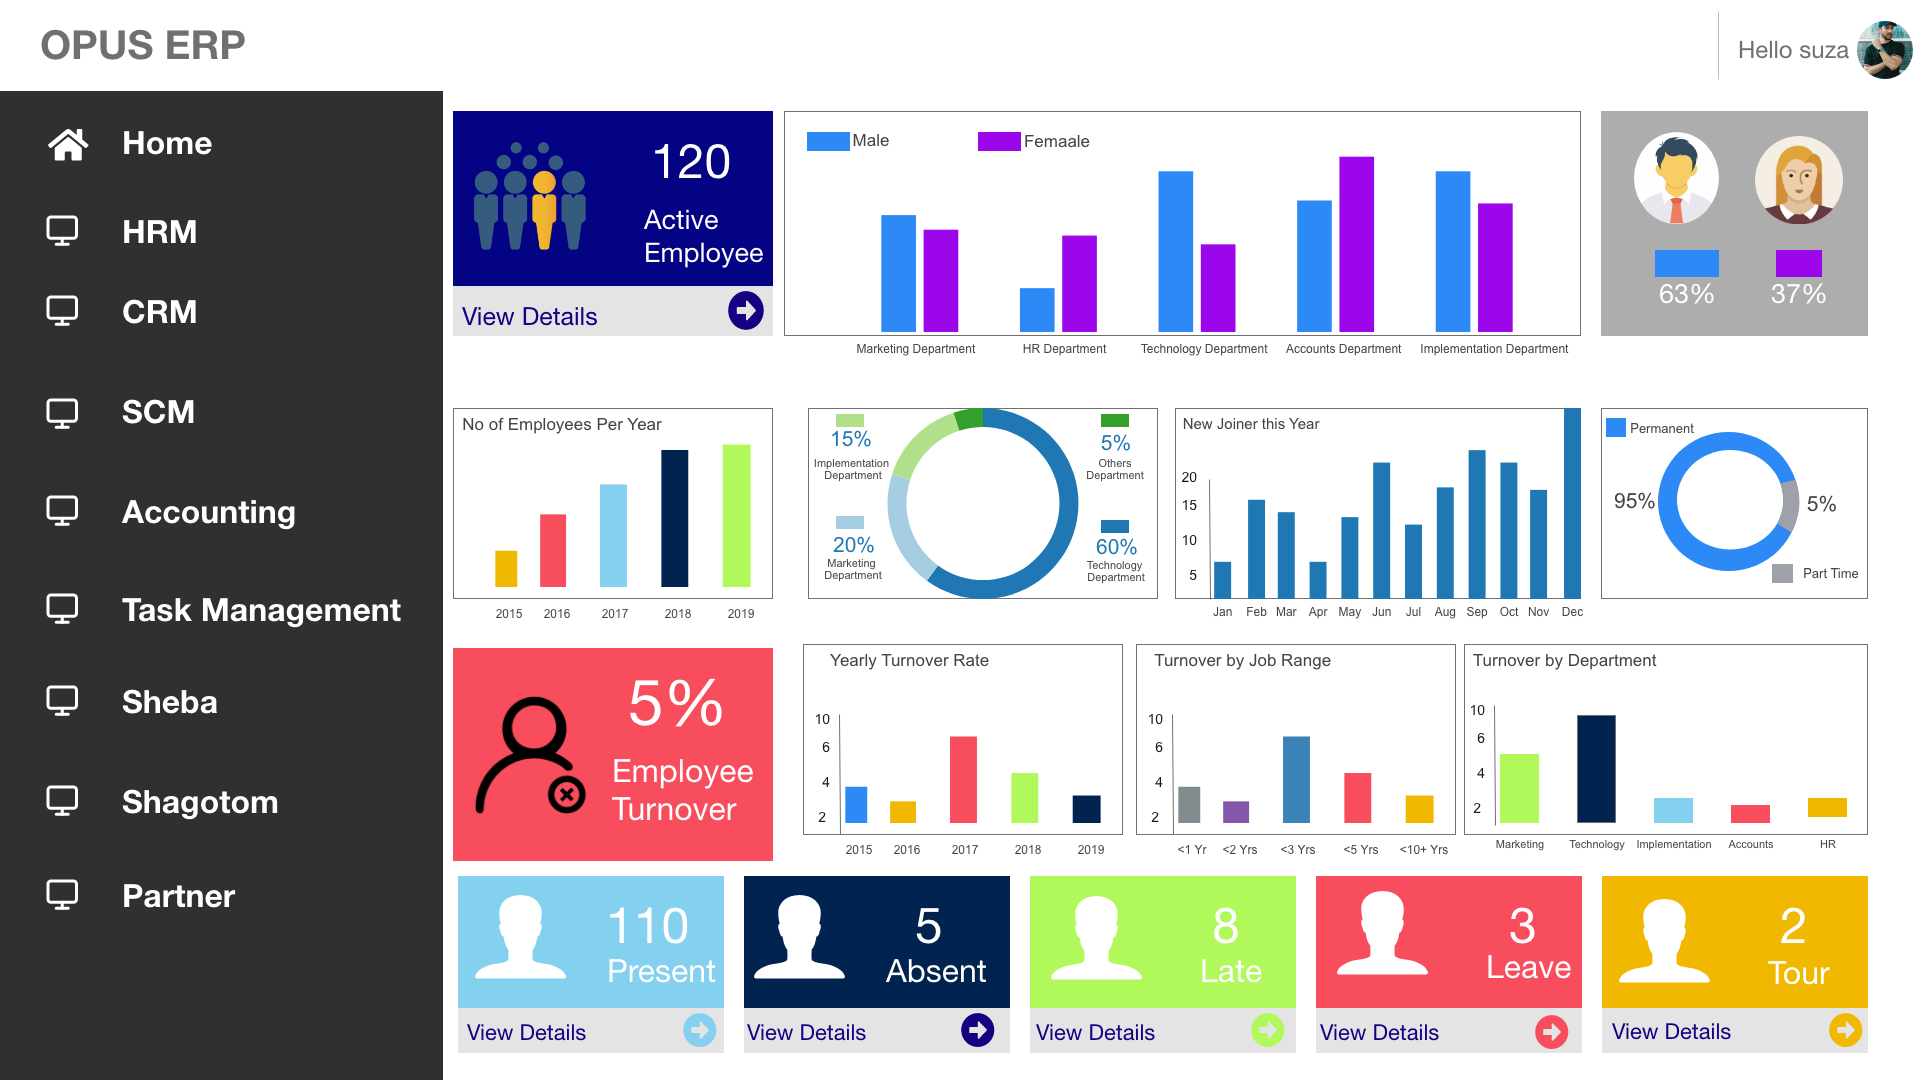 OPUS ERP
Hello suza
Home
HRM
CRM
SCM
Accounting
Task Management
Sheba
Shagotom
Partner
120
Active
Employee
View Details
Male
Femaale
Marketing Department
HR Department
Technology Department
Accounts Department
Implementation Department
63%
37%
No of Employees Per Year
2015
2016
2017
2018
2019
15%
Implementation
Department
5%
Others
Department
20%
Marketing
Department
60%
Technology
Department
New Joiner this Year
20
15
10
5
Jan
Feb
Mar
Apr
May
Jun
Jul
Aug
Sep
Oct
Nov
Dec
Permanent
95%
5%
Part Time
5%
Employee
Turnover
Yearly Turnover Rate
10
6
4
2
2015
2016
2017
2018
2019
Turnover by Job Range
10
6
4
2
<1 Yr
<2 Yrs
<3 Yrs
<5 Yrs
<10+ Yrs
Turnover by Department
10
6
4
2
Marketing
Technology
Implementation
Accounts
HR
110
Present
View Details
5
Absent
View Details
8
Late
View Details
3
Leave
View Details
2
Tour
View Details